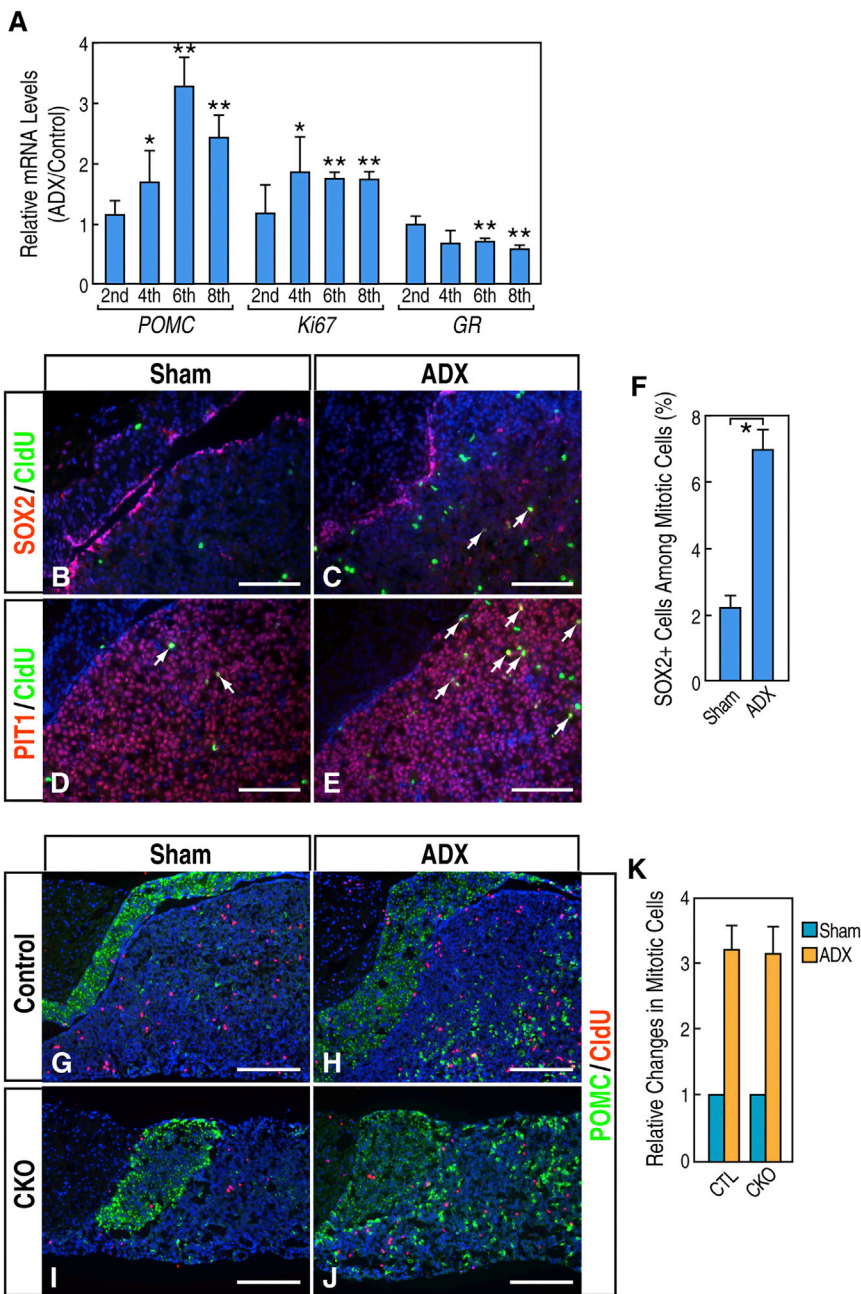 A
Relative mRNA Levels
(ADX/Control)
4
3
2
1
0
* ** ** * ** ** ** **
2nd 4th 6th 8th 2nd 4th 6th 8th 2nd 4th 6th 8th
POMC Ki67 GR
Sham ADX
SOX2/CldU
B C
PIT1/CldU
D E
F
SOX2+ Cells Among Mitotic Cells (%)
8
6
4
2
0
*
Sham ADX
Sham ADX
Control
G H
CKO
I J
POMC/CldU
K
Relative Changes in Mitotic Cells
4
3
2
1
0
Sham
ADX
CTL CKO